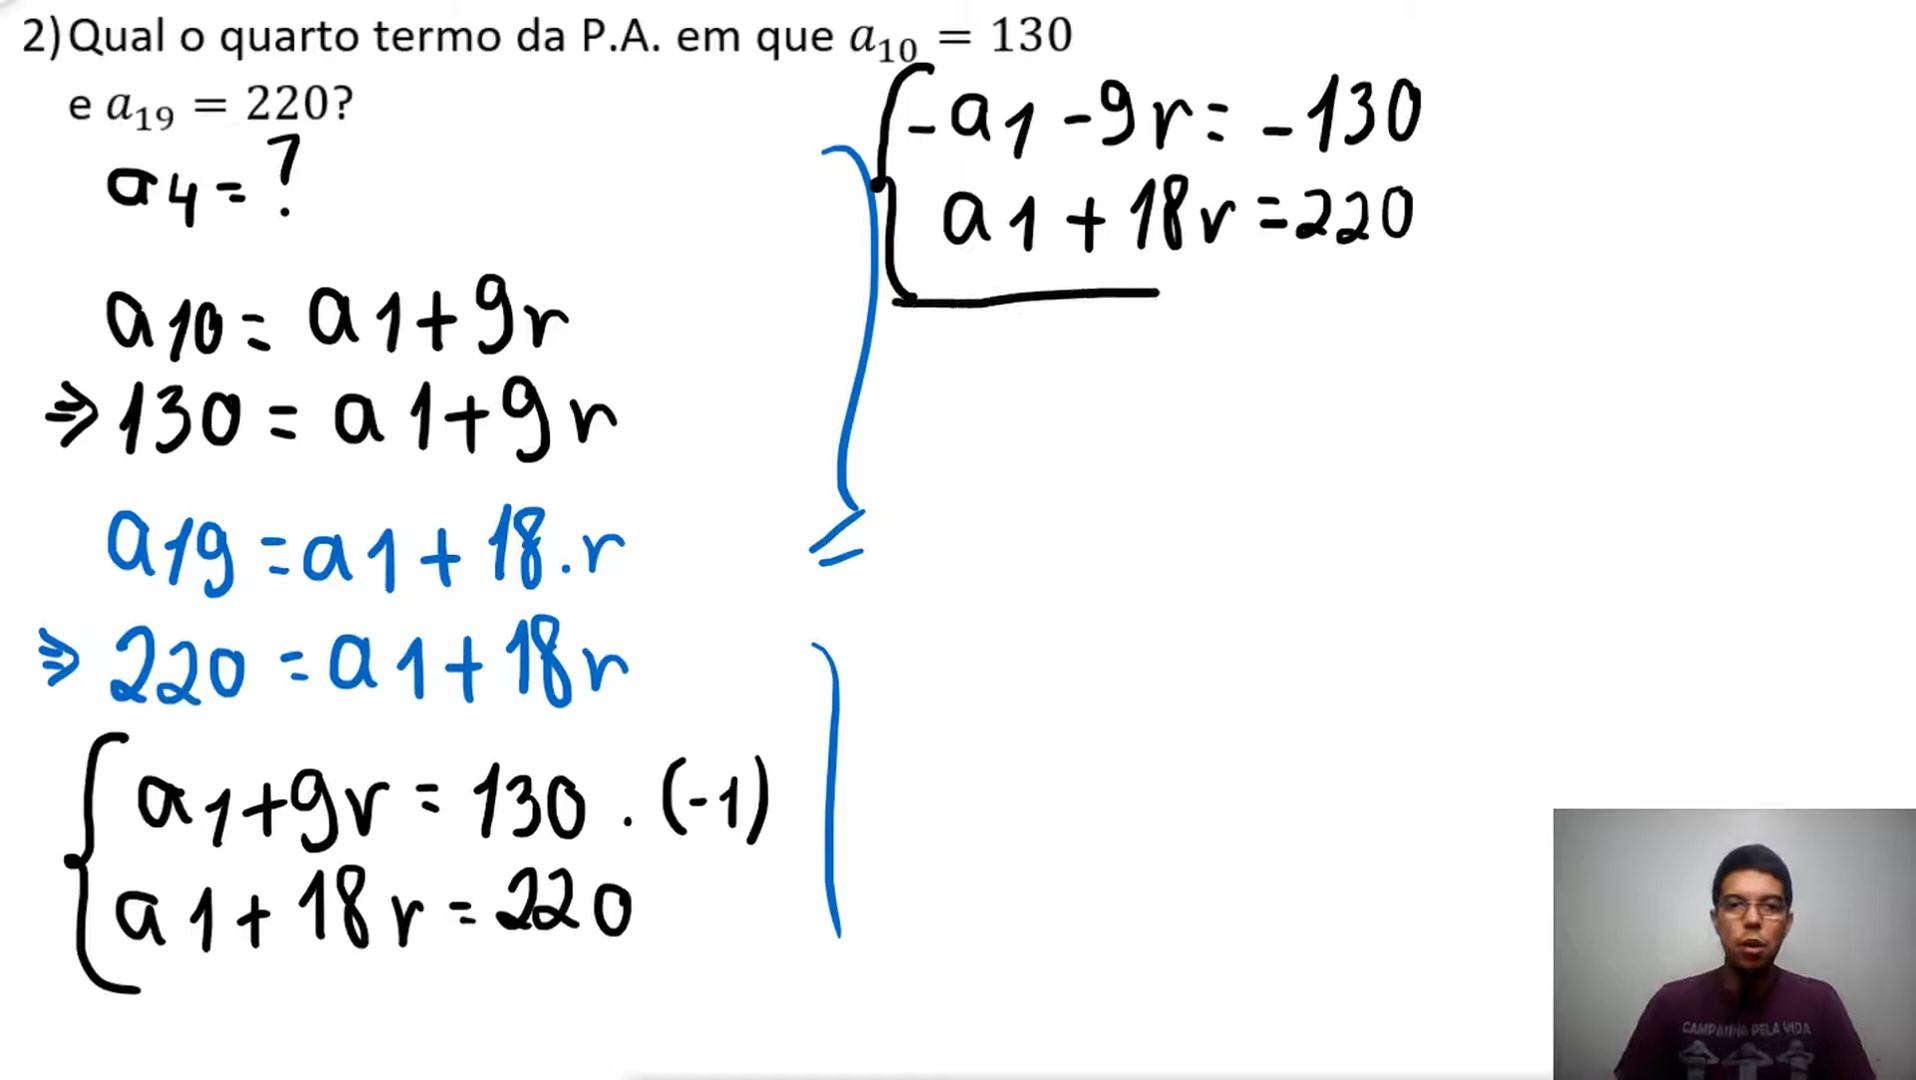 2) Qual o quarto termo da P.A. em que a₁₀ = 130
e a₁₉ = 220?
a4 = ?
a10 = a1+9r
⇒ 130 = a1+9r
a19 = a1+18.r
⇒ 220 = a1+18r
a1+9r = 130 . (-1)
a1+18r = 220
-a1-9r = -130
a1+18r = 220
CAMPANHA PELA VIDA